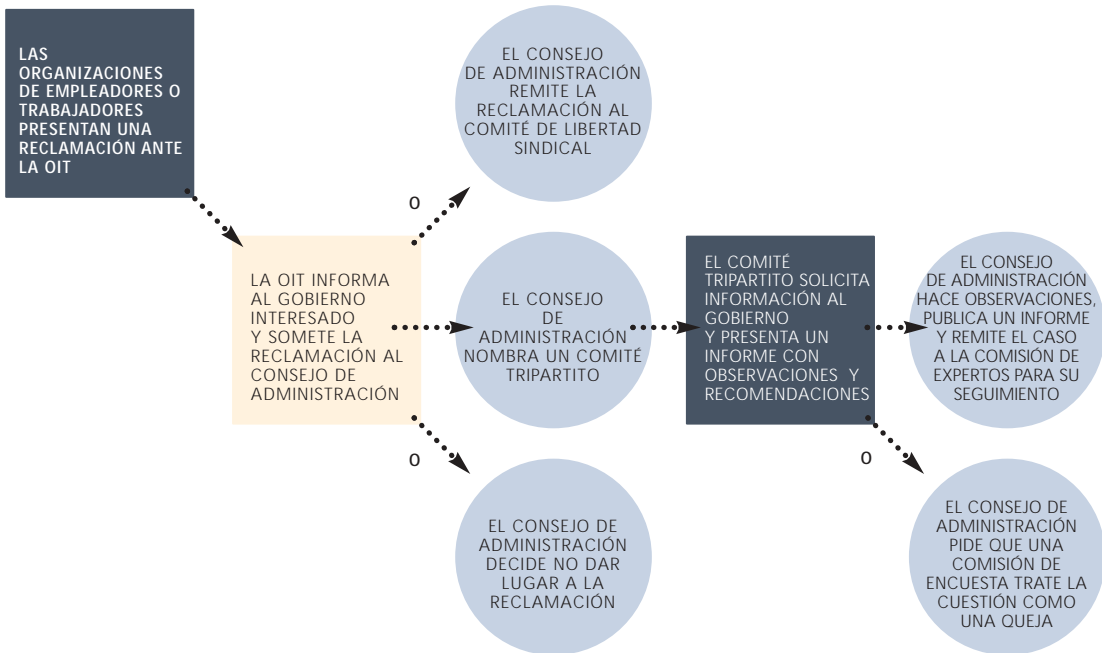 LAS
ORGANIZACIONES
DE EMPLEADORES O
TRABAJADORES
PRESENTAN UNA
RECLAMACIÓN ANTE
LA OIT
LA OIT INFORMA
AL GOBIERNO
INTERESADO
Y SOMETE LA
RECLAMACIÓN AL
CONSEJO DE
ADMINISTRACIÓN
O
EL CONSEJO
DE ADMINISTRACIÓN
REMITE LA
RECLAMACIÓN AL
COMITÉ DE LIBERTAD
SINDICAL
EL CONSEJO
DE
ADMINISTRACIÓN
NOMBRA UN COMITÉ
TRIPARTITO
O
EL CONSEJO DE
ADMINISTRACIÓN
DECIDE NO DAR
LUGAR A LA
RECLAMACIÓN
EL COMITÉ
TRIPARTITO SOLICITA
INFORMACIÓN AL
GOBIERNO
Y PRESENTA UN
INFORME CON
OBSERVACIONES Y
RECOMENDACIONES
EL CONSEJO
DE ADMINISTRACIÓN
HACE OBSERVACIONES,
PUBLICA UN INFORME
Y REMITE EL CASO
A LA COMISIÓN DE
EXPERTOS PARA SU
SEGUIMIENTO
O
EL CONSEJO DE
ADMINISTRACIÓN
PIDE QUE UNA
COMISIÓN DE
ENCUESTA TRATE LA
CUESTIÓN COMO
UNA QUEJA